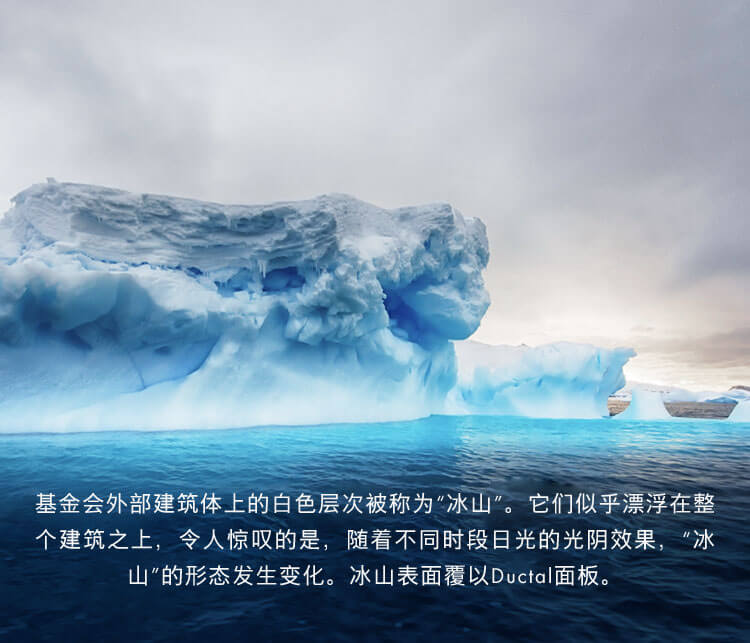 基金会外部建筑体上的白色层次被称为“冰山”。它们似乎漂浮在整
个建筑之上，令人惊叹的是，随着不同时段日光的光阴效果，“冰
山”的形态发生变化。冰山表面覆以Ductal面板。